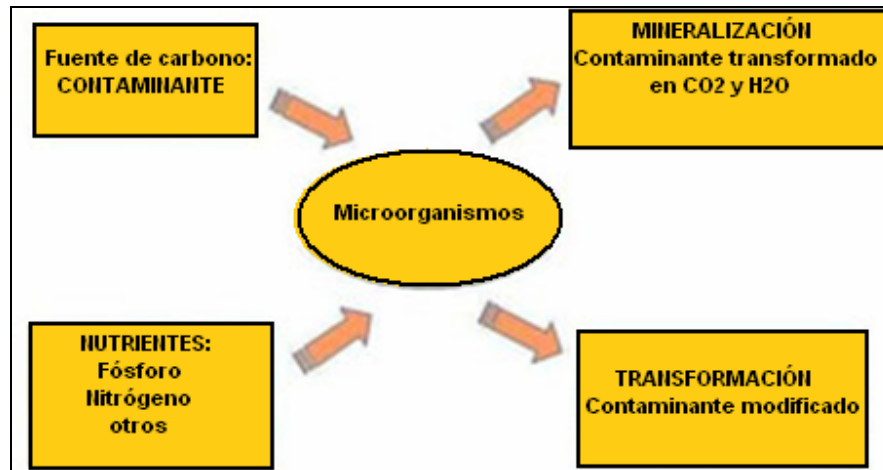 Fuente de carbono:
CONTAMINANTE
MINERALIZACIÓN
Contaminante transformado
en CO2 y H2O
Microorganismos
NUTRIENTES:
Fósforo
Nitrógeno
otros
TRANSFORMACIÓN
Contaminante modificado